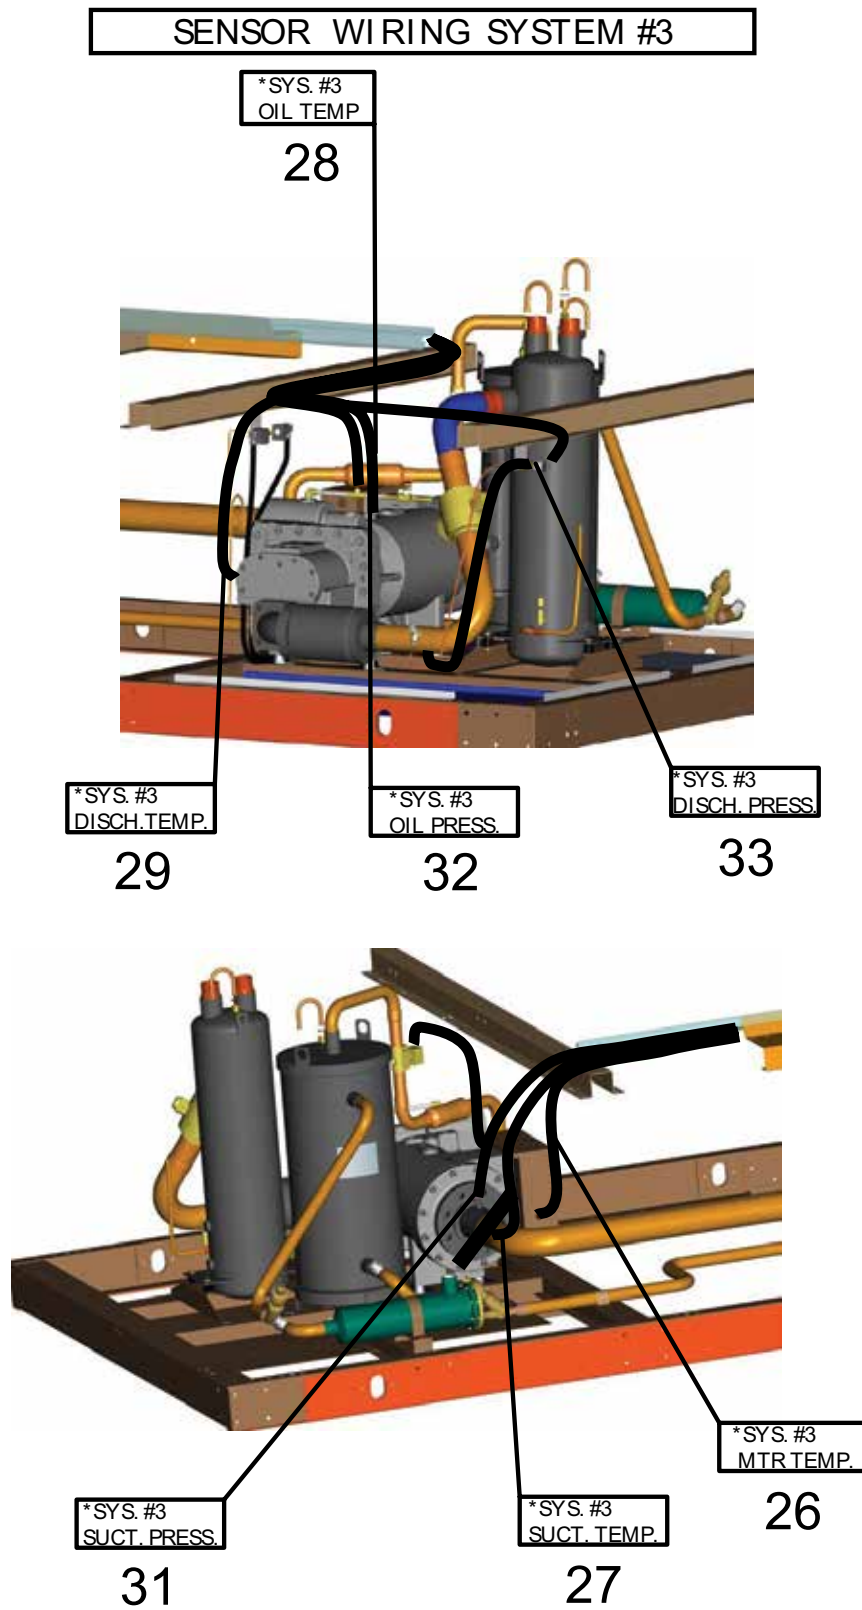 SENSOR WIRING SYSTEM #3
*SYS. #3
OIL TEMP
28
*SYS. #3
DISCH.TEMP.
29
*SYS. #3
OIL PRESS.
32
*SYS. #3
DISCH. PRESS.
33
*SYS. #3
MTR TEMP.
26
*SYS. #3
SUCT. PRESS.
31
*SYS. #3
SUCT. TEMP.
27